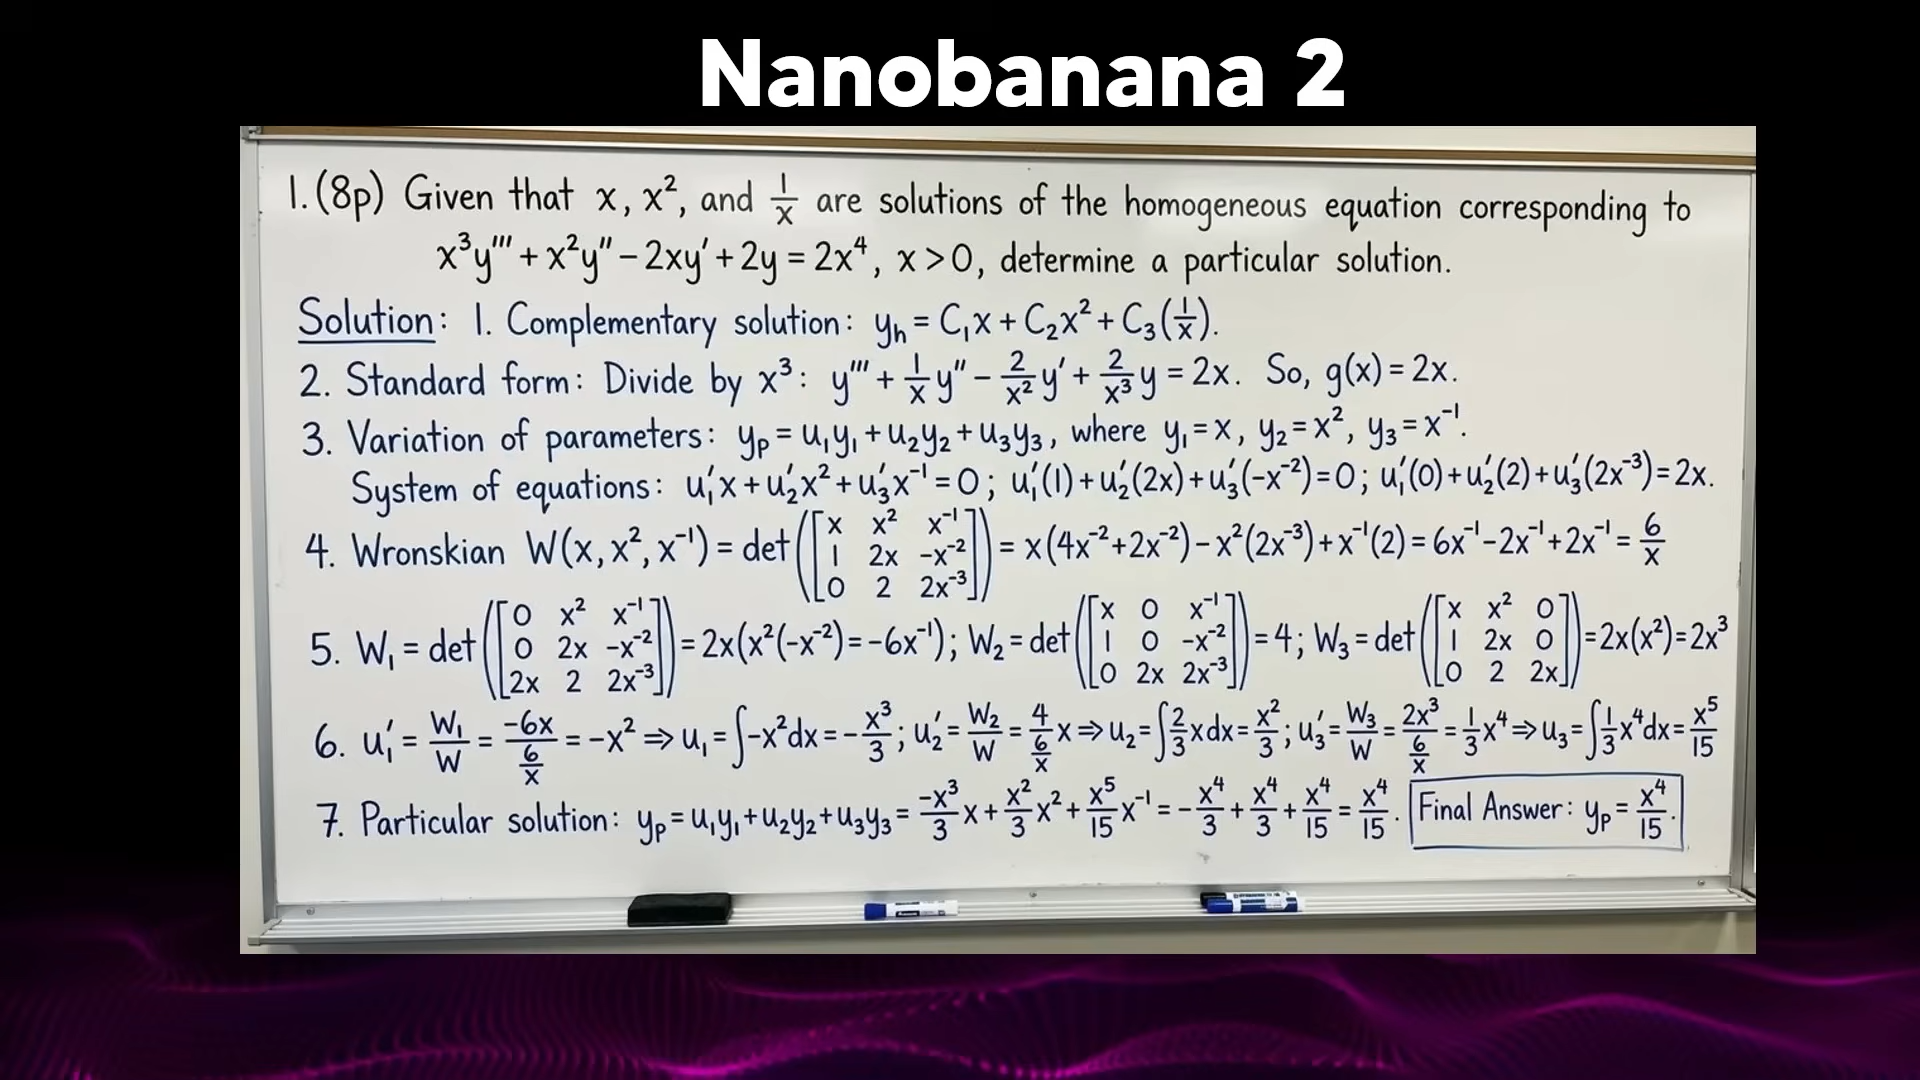 Nanobanana 2
1. (8p) Given that x, x², and 1/x are solutions of the homogeneous equation corresponding to
x³y''' + x²y'' − 2xy' + 2y = 2x⁴, x > 0, determine a particular solution.
Solution: 1. Complementary solution: yₕ = C₁x + C₂x² + C₃(1/x).
2. Standard form: Divide by x³: y''' + 1/x y'' − 2/x² y' + 2/x³ y = 2x. So, g(x) = 2x.
3. Variation of parameters: yₚ = u₁y₁ + u₂y₂ + u₃y₃, where y₁ = x, y₂ = x², y₃ = x⁻¹.
System of equations: u₁'x + u₂'x² + u₃'x⁻¹ = 0; u₁'(1) + u₂'(2x) + u₃'(−x⁻²) = 0; u₁'(0) + u₂'(2) + u₃'(2x⁻³) = 2x.
4. Wronskian W(x, x², x⁻¹) = det([x x² x⁻¹; 1 2x −x⁻²; 0 2 2x⁻³]) = x(4x⁻² + 2x⁻²) − x²(2x⁻³) + x⁻¹(2) = 6x⁻¹ − 2x⁻¹ + 2x⁻¹ = 6/x
5. W₁ = det([0 x² x⁻¹; 0 2x −x⁻²; 2x 2 2x⁻³]) = 2x(x²(−x⁻²) = −6x⁻¹); W₂ = det([x 0 x⁻¹; 1 0 −x⁻²; 0 2x 2x⁻³]) = 4; W₃ = det([x x² 0; 1 2x 0; 0 2 2x]) = 2x(x²) = 2x³
6. u₁' = W₁/W = −6x/(6/x) = −x² ⇒ u₁ = ∫−x²dx = −x³/3; u₂' = W₂/W = 4/(6/x) x ⇒ u₂ = ∫2/3 xdx = x²/3; u₃' = W₃/W = 2x³/(6/x) = 1/3 x⁴ ⇒ u₃ = ∫1/3 x⁴dx = x⁵/15
7. Particular solution: yₚ = u₁y₁ + u₂y₂ + u₃y₃ = −x³/3 x + x²/3 x² + x⁵/15 x⁻¹ = −x⁴/3 + x⁴/3 + x⁴/15 = x⁴/15. Final Answer: yₚ = x⁴/15.